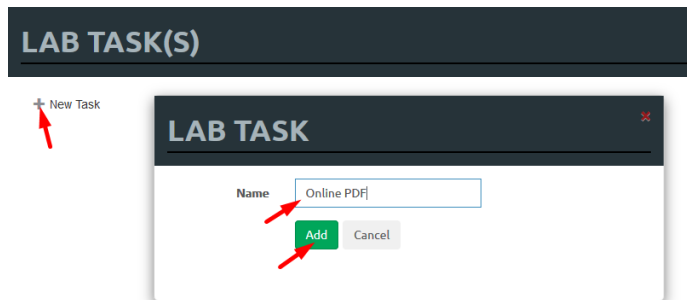 LAB TASK(S)
New Task
LAB TASK
Name Online PDF
Add Cancel